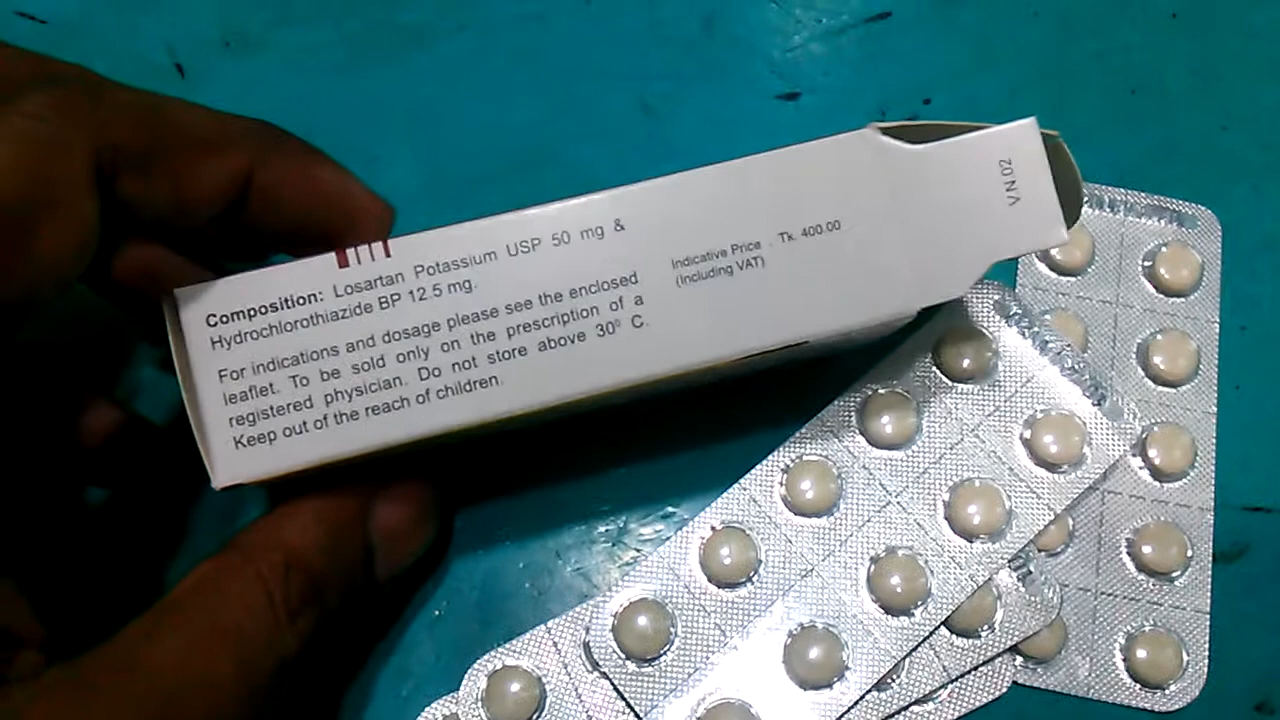 Composition: Losartan Potassium USP 50 mg &
Hydrochlorothiazide BP 12.5 mg.
For indications and dosage please see the enclosed
leaflet. To be sold only on the prescription of a
registered physician. Do not store above 30⁰ C.
Keep out of the reach of children.
Indicative Price : Tk. 400.00
(Including VAT)
V.N.02